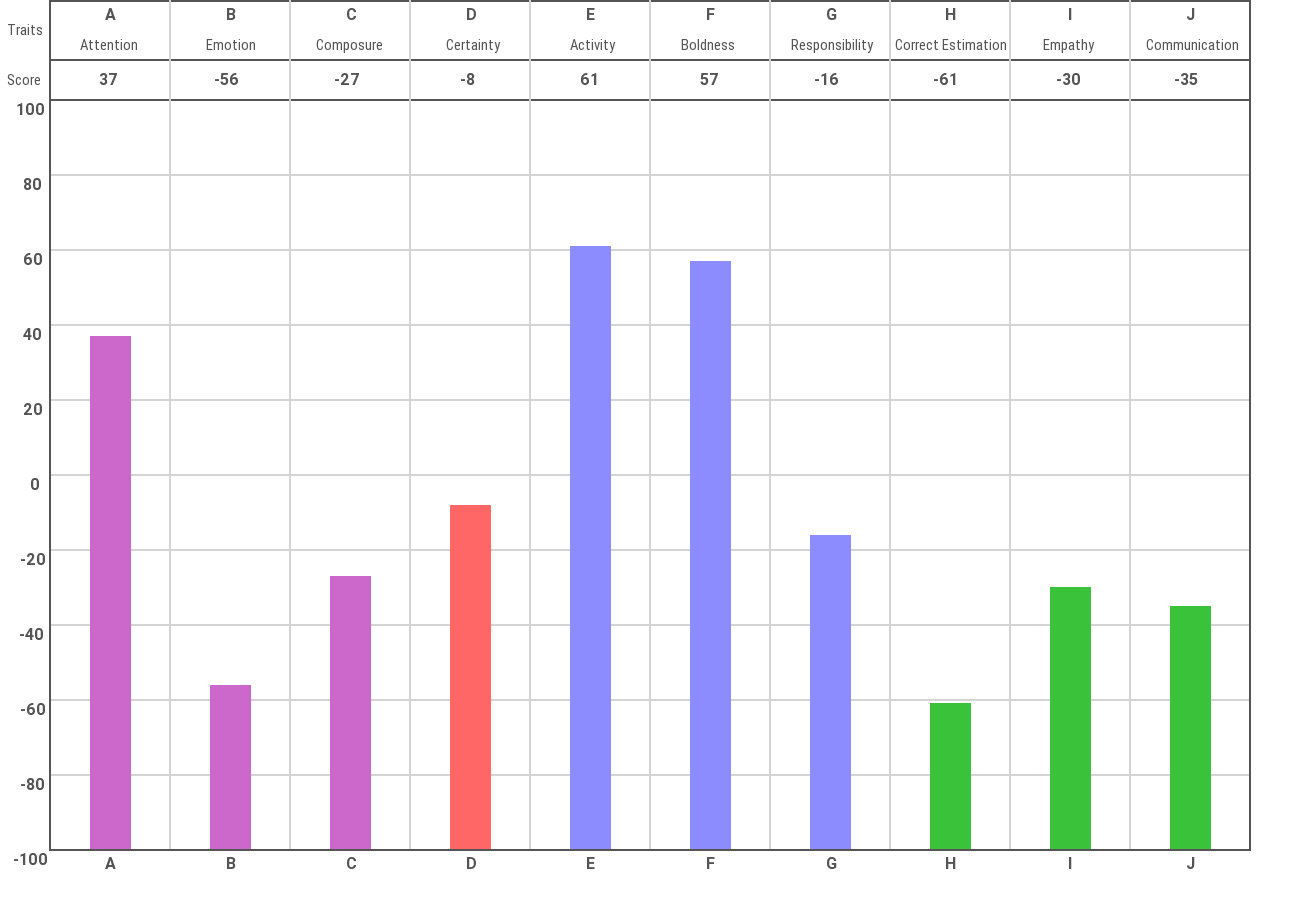 A B C D E F G H I J
Traits
Attention Emotion Composure Certainty Activity Boldness Responsibility Correct Estimation Empathy Communication
Score 37 -56 -27 -8 61 57 -16 -61 -30 -35
100
80
60
40
20
0
-20
-40
-60
-80
-100
A B C D E F G H I J